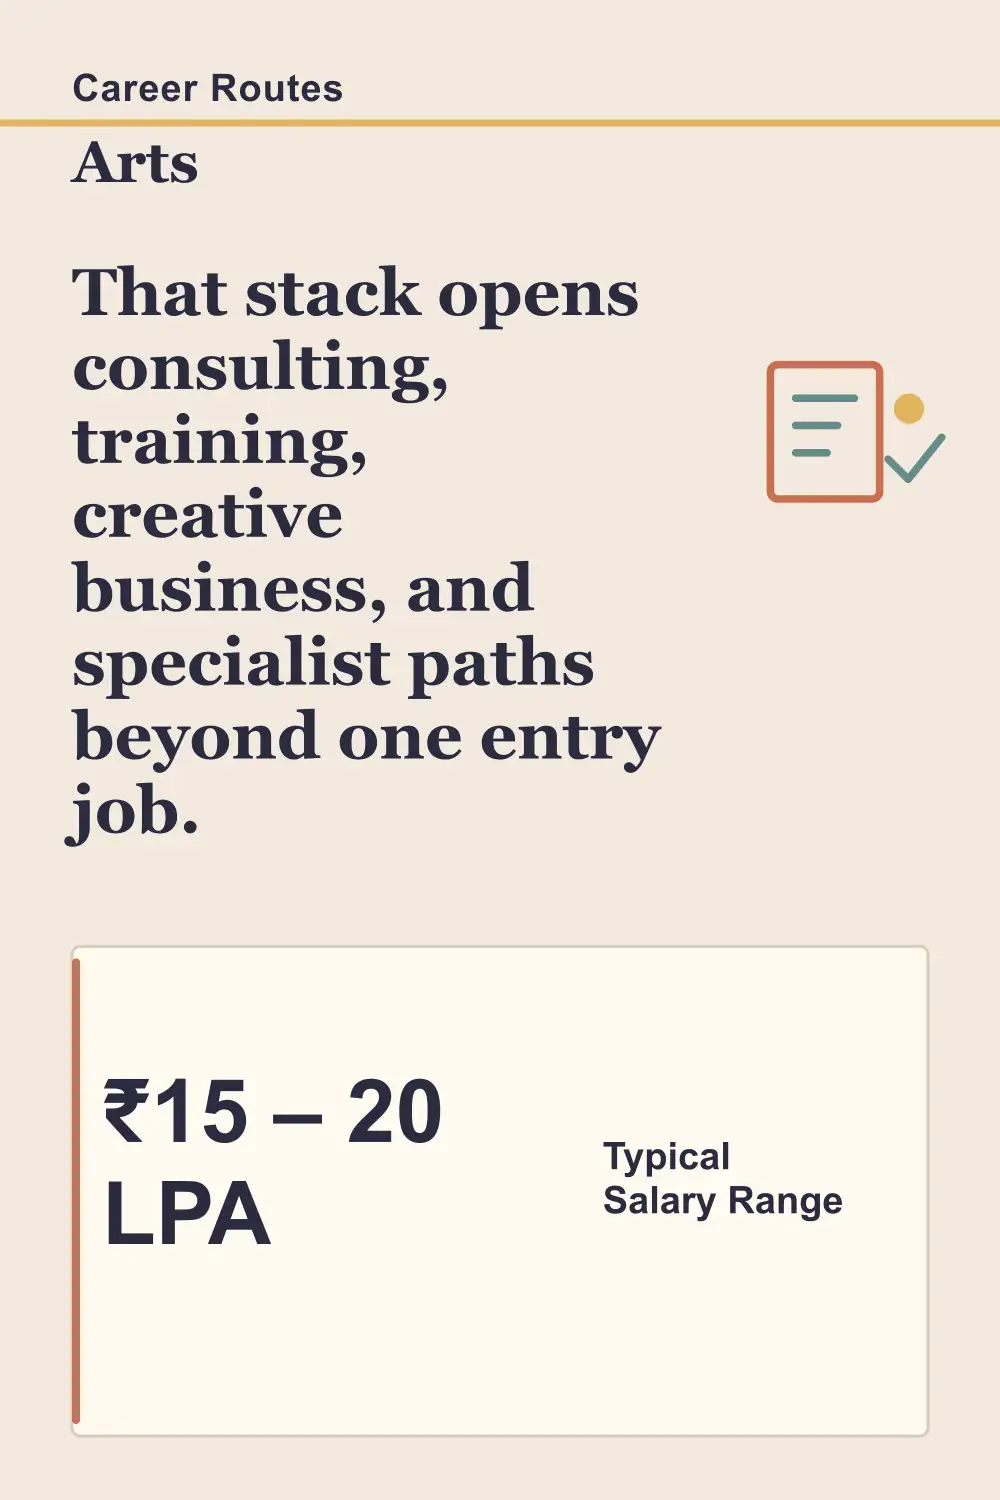 Career Routes
Arts
That stack opens
consulting,
training,
creative
business, and
specialist paths
beyond one entry
job.
₹15 – 20
LPA
Typical
Salary Range